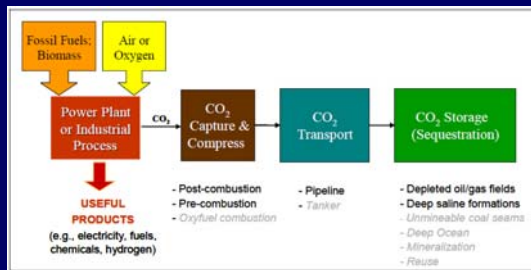 Fossil Fuels;
Biomass
Air or
Oxygen
Power Plant
or Industrial
Process
CO₂
CO₂
Capture &
Compress
CO₂
Transport
CO₂ Storage
(Sequestration)
USEFUL
PRODUCTS
(e.g., electricity, fuels,
chemicals, hydrogen)
- Post-combustion
- Pre-combustion
- Oxyfuel combustion
- Pipeline
- Tanker
- Depleted oil/gas fields
- Deep saline formations
- Unmineable coal seams
- Deep Ocean
- Mineralization
- Reuse